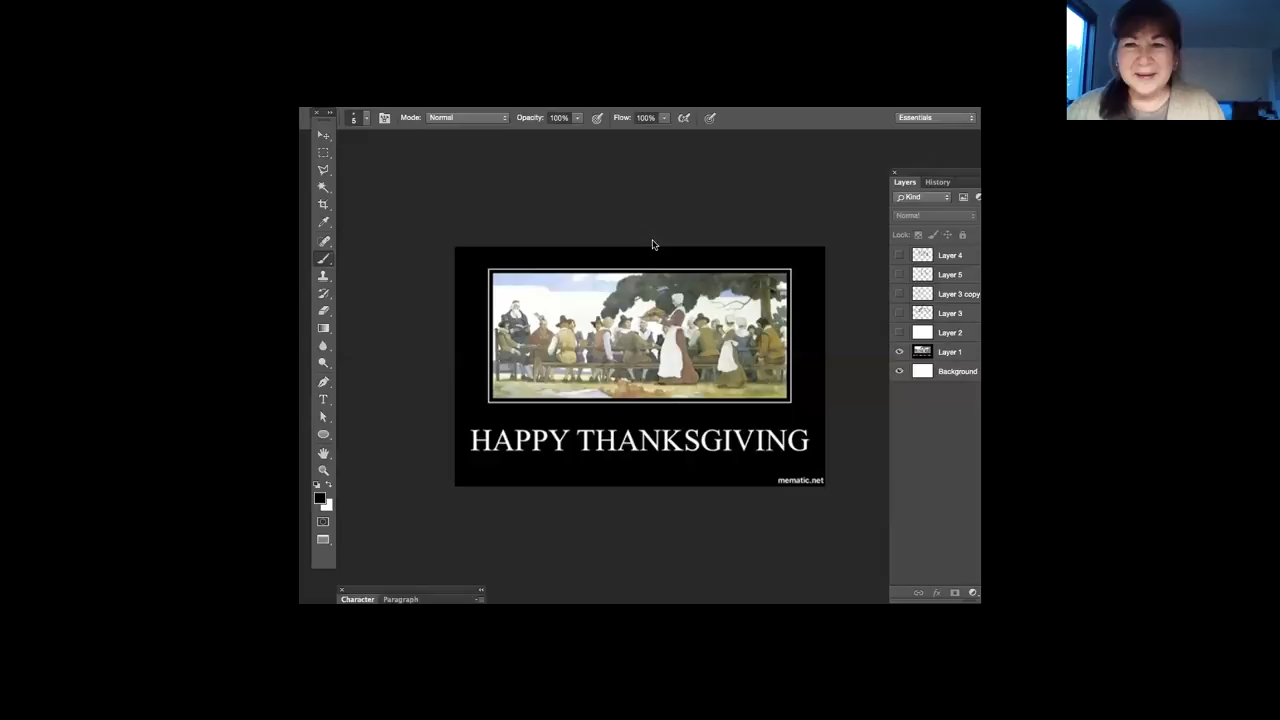 5 Mode: Normal Opacity: 100% Flow: 100% Essentials
Layers History
Kind
Normal
Lock:
Layer 4
Layer 5
Layer 3 copy
Layer 3
Layer 2
Layer 1
Background
HAPPY THANKSGIVING
mematic.net
Character Paragraph